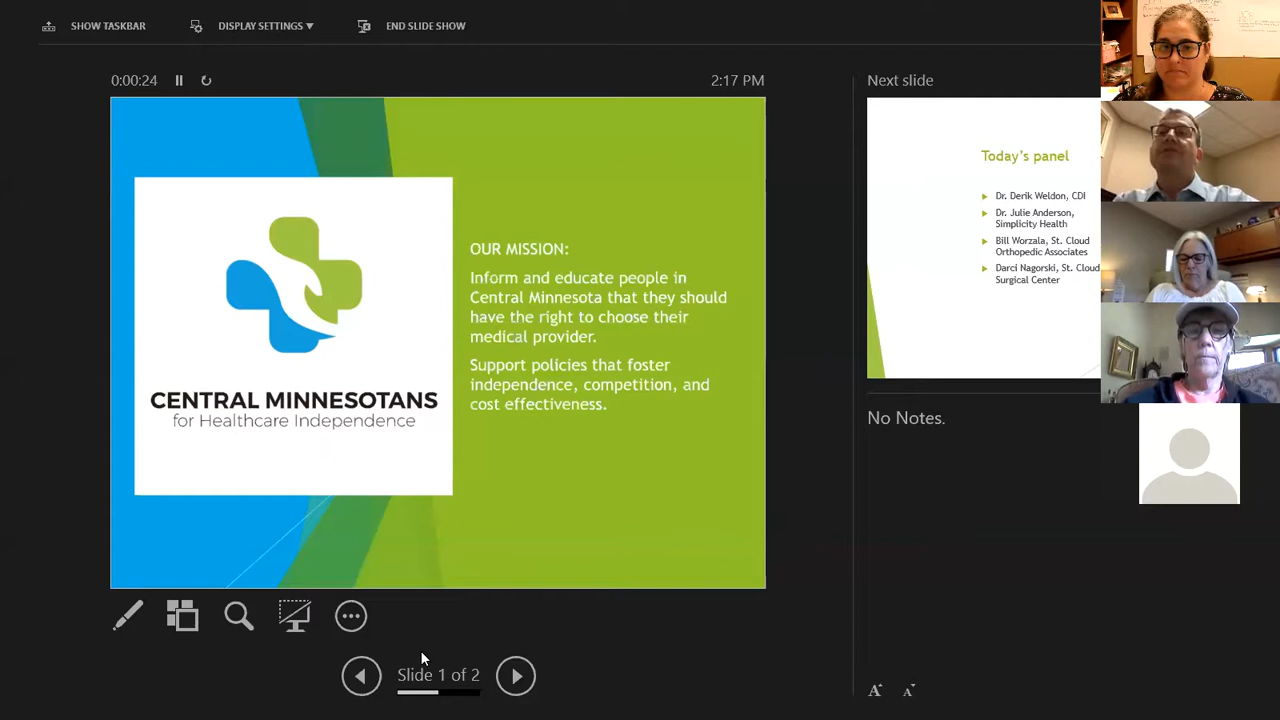 SHOW TASKBAR
DISPLAY SETTINGS ▼
END SLIDE SHOW
0:00:24
2:17 PM
CENTRAL MINNESOTANS
for Healthcare Independence
OUR MISSION:
Inform and educate people in
Central Minnesota that they should
have the right to choose their
medical provider.
Support policies that foster
independence, competition, and
cost effectiveness.
Slide 1 of 2
Next slide
Today's panel
Dr. Derik Weldon, CDI
Dr. Julie Anderson,
Simplicity Health
Bill Worzala, St. Cloud
Orthopedic Associates
Darci Nagorski, St. Cloud
Surgical Center
No Notes.
A A